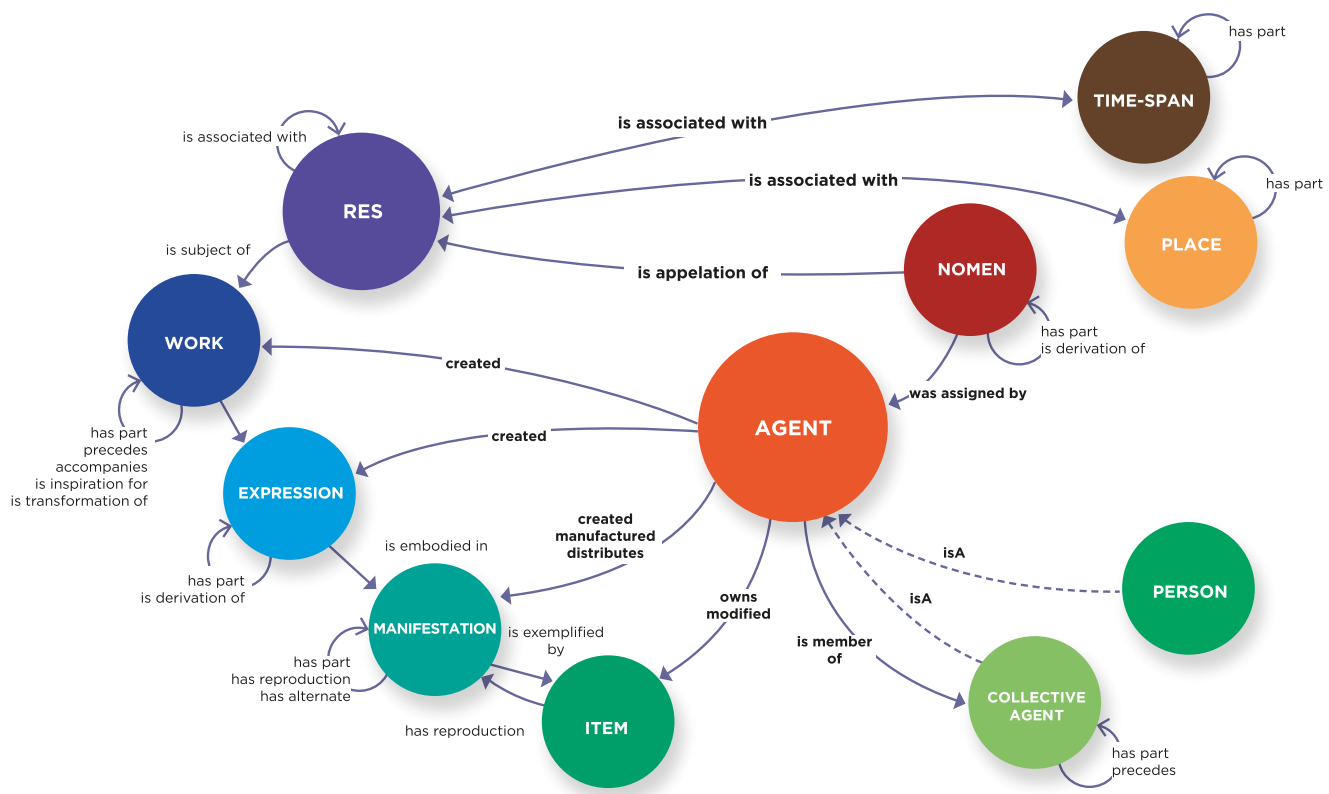 has part
TIME-SPAN
is associated with
is associated with
RES
is associated with
has part
PLACE
is subject of
is appelation of
NOMEN
has part
is derivation of
WORK
created
was assigned by
AGENT
has part
precedes
accompanies
is inspiration for
is transformation of
created
EXPRESSION
created
manufactured
distributes
is embodied in
isA
has part
is derivation of
PERSON
owns
modified
isA
MANIFESTATION
is exemplified
by
is member
of
has part
has reproduction
has alternate
COLLECTIVE
AGENT
has reproduction
ITEM
has part
precedes